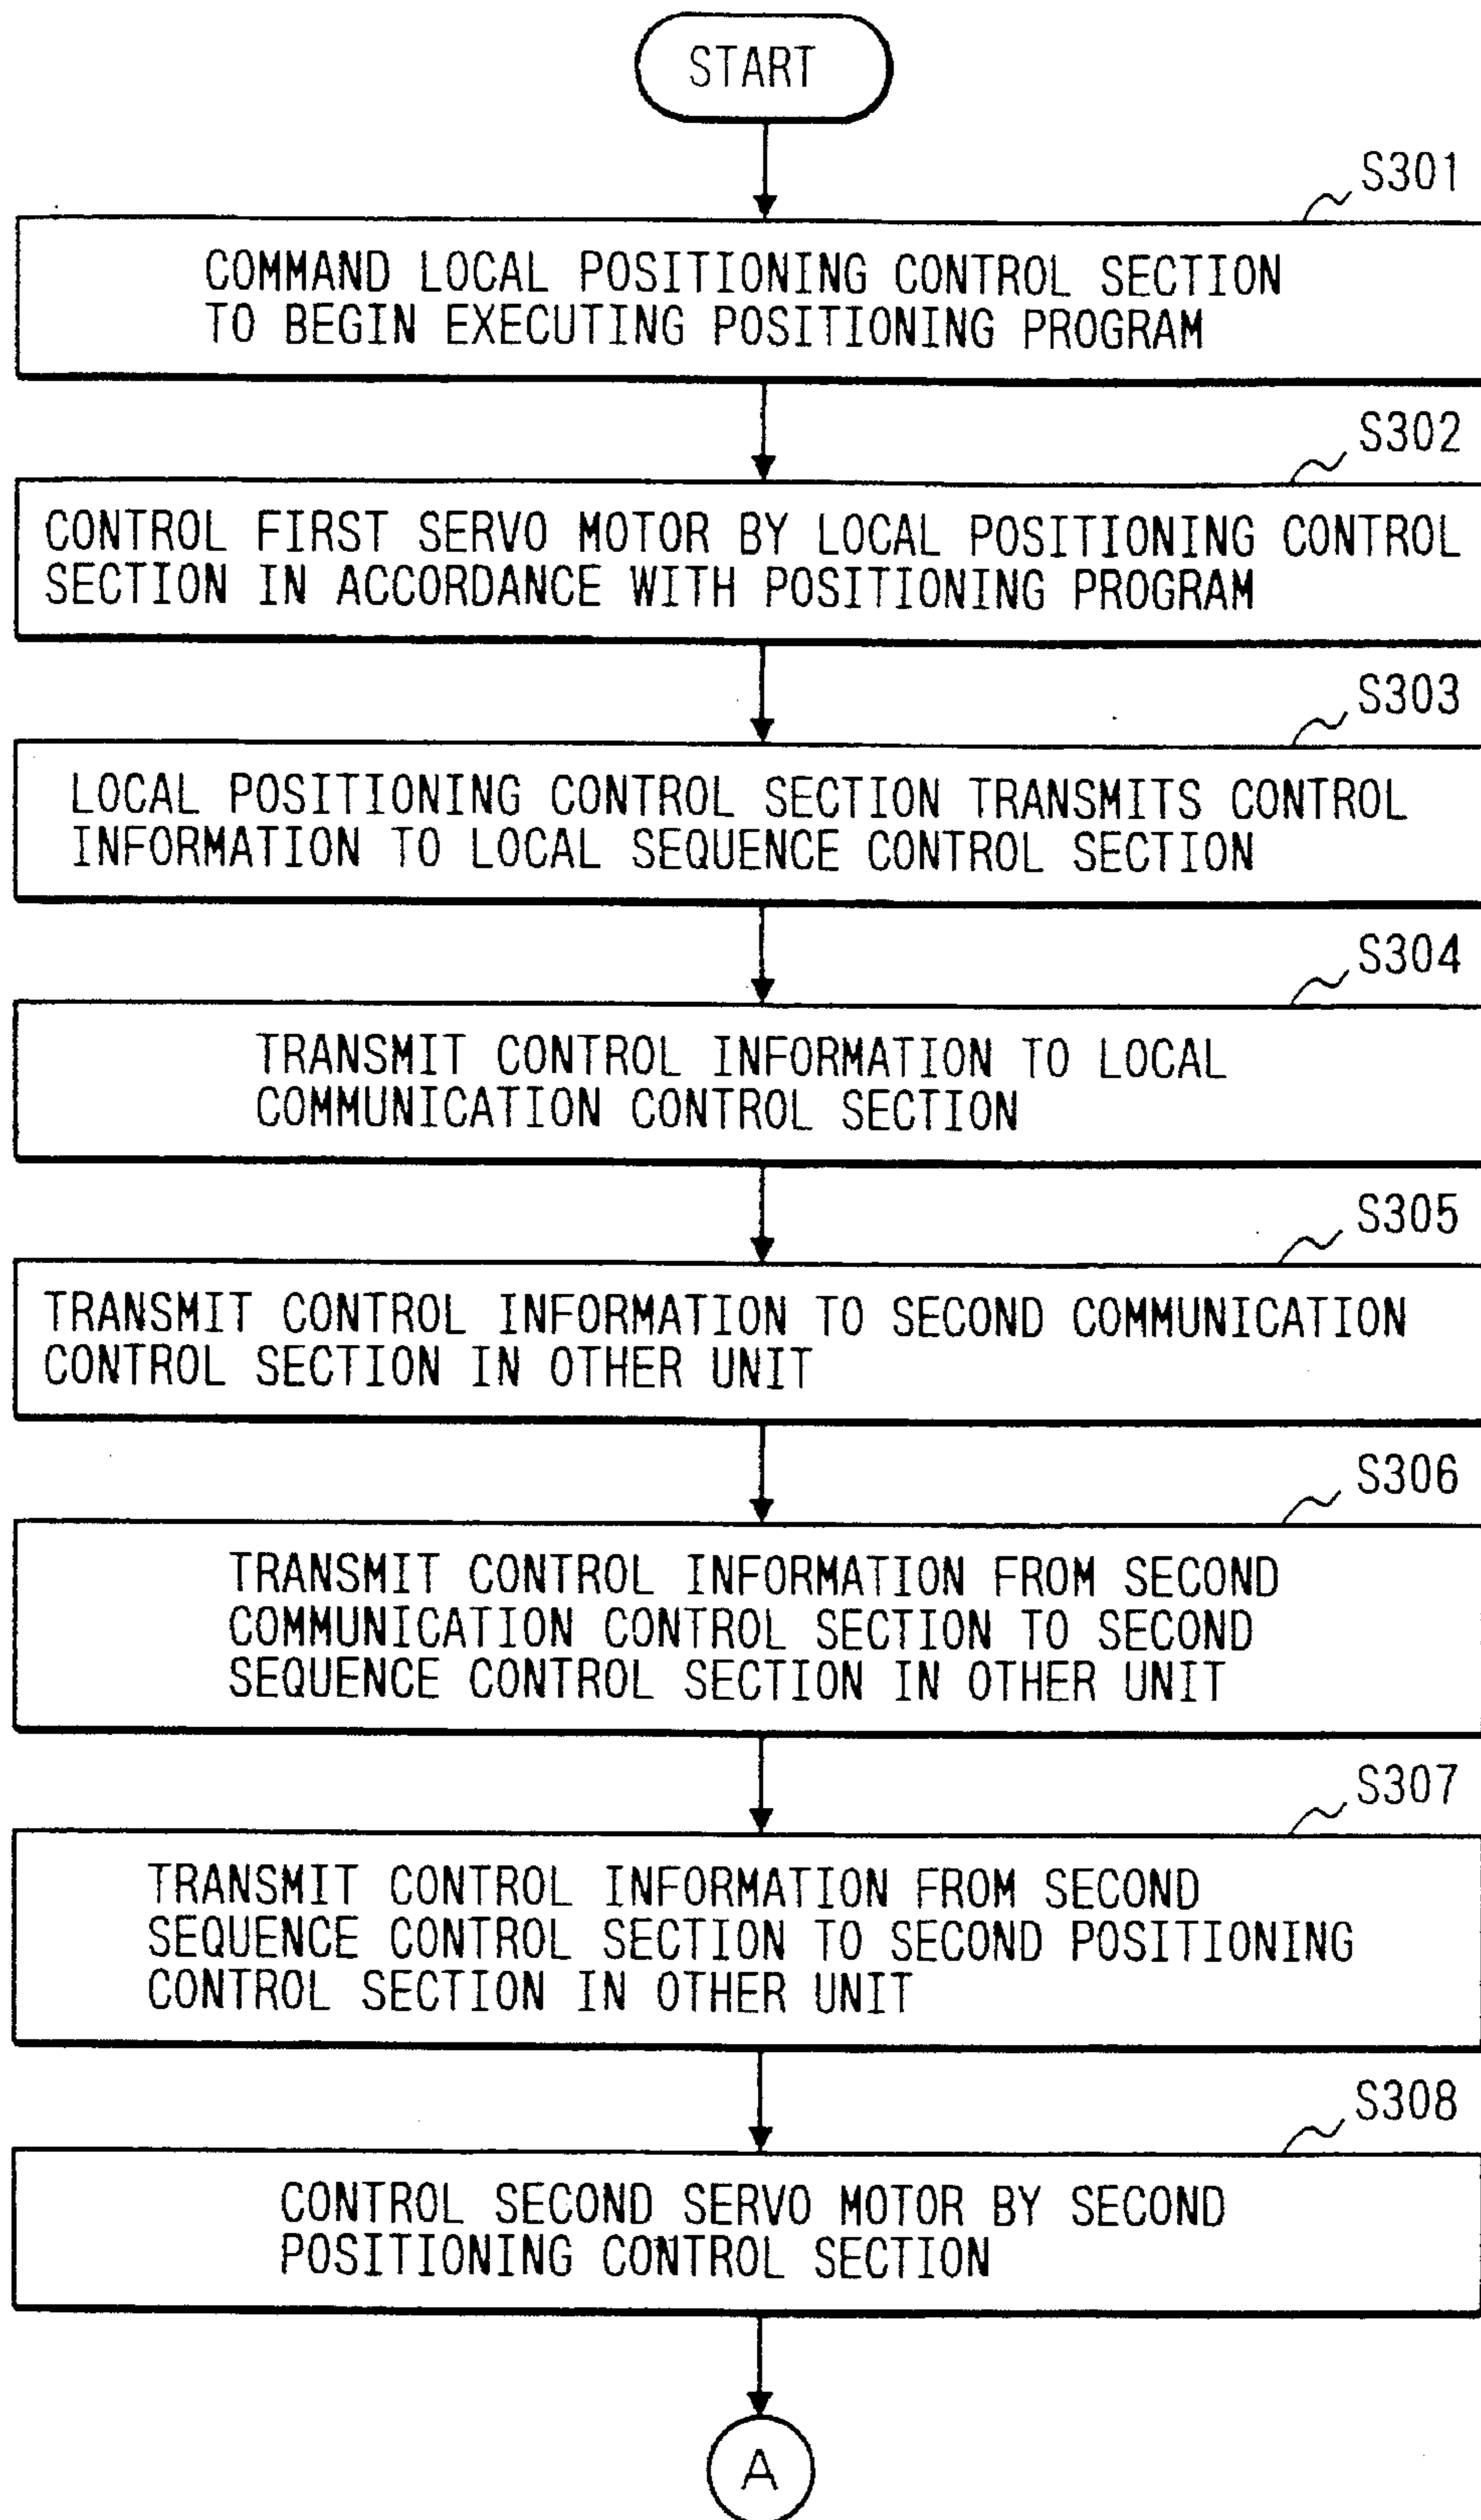 START
S301
COMMAND LOCAL POSITIONING CONTROL SECTION
TO BEGIN EXECUTING POSITIONING PROGRAM
S302
CONTROL FIRST SERVO MOTOR BY LOCAL POSITIONING CONTROL
SECTION IN ACCORDANCE WITH POSITIONING PROGRAM
S303
LOCAL POSITIONING CONTROL SECTION TRANSMITS CONTROL
INFORMATION TO LOCAL SEQUENCE CONTROL SECTION
S304
TRANSMIT CONTROL INFORMATION TO LOCAL
COMMUNICATION CONTROL SECTION
S305
TRANSMIT CONTROL INFORMATION TO SECOND COMMUNICATION
CONTROL SECTION IN OTHER UNIT
S306
TRANSMIT CONTROL INFORMATION FROM SECOND
COMMUNICATION CONTROL SECTION TO SECOND
SEQUENCE CONTROL SECTION IN OTHER UNIT
S307
TRANSMIT CONTROL INFORMATION FROM SECOND
SEQUENCE CONTROL SECTION TO SECOND POSITIONING
CONTROL SECTION IN OTHER UNIT
S308
CONTROL SECOND SERVO MOTOR BY SECOND
POSITIONING CONTROL SECTION
A